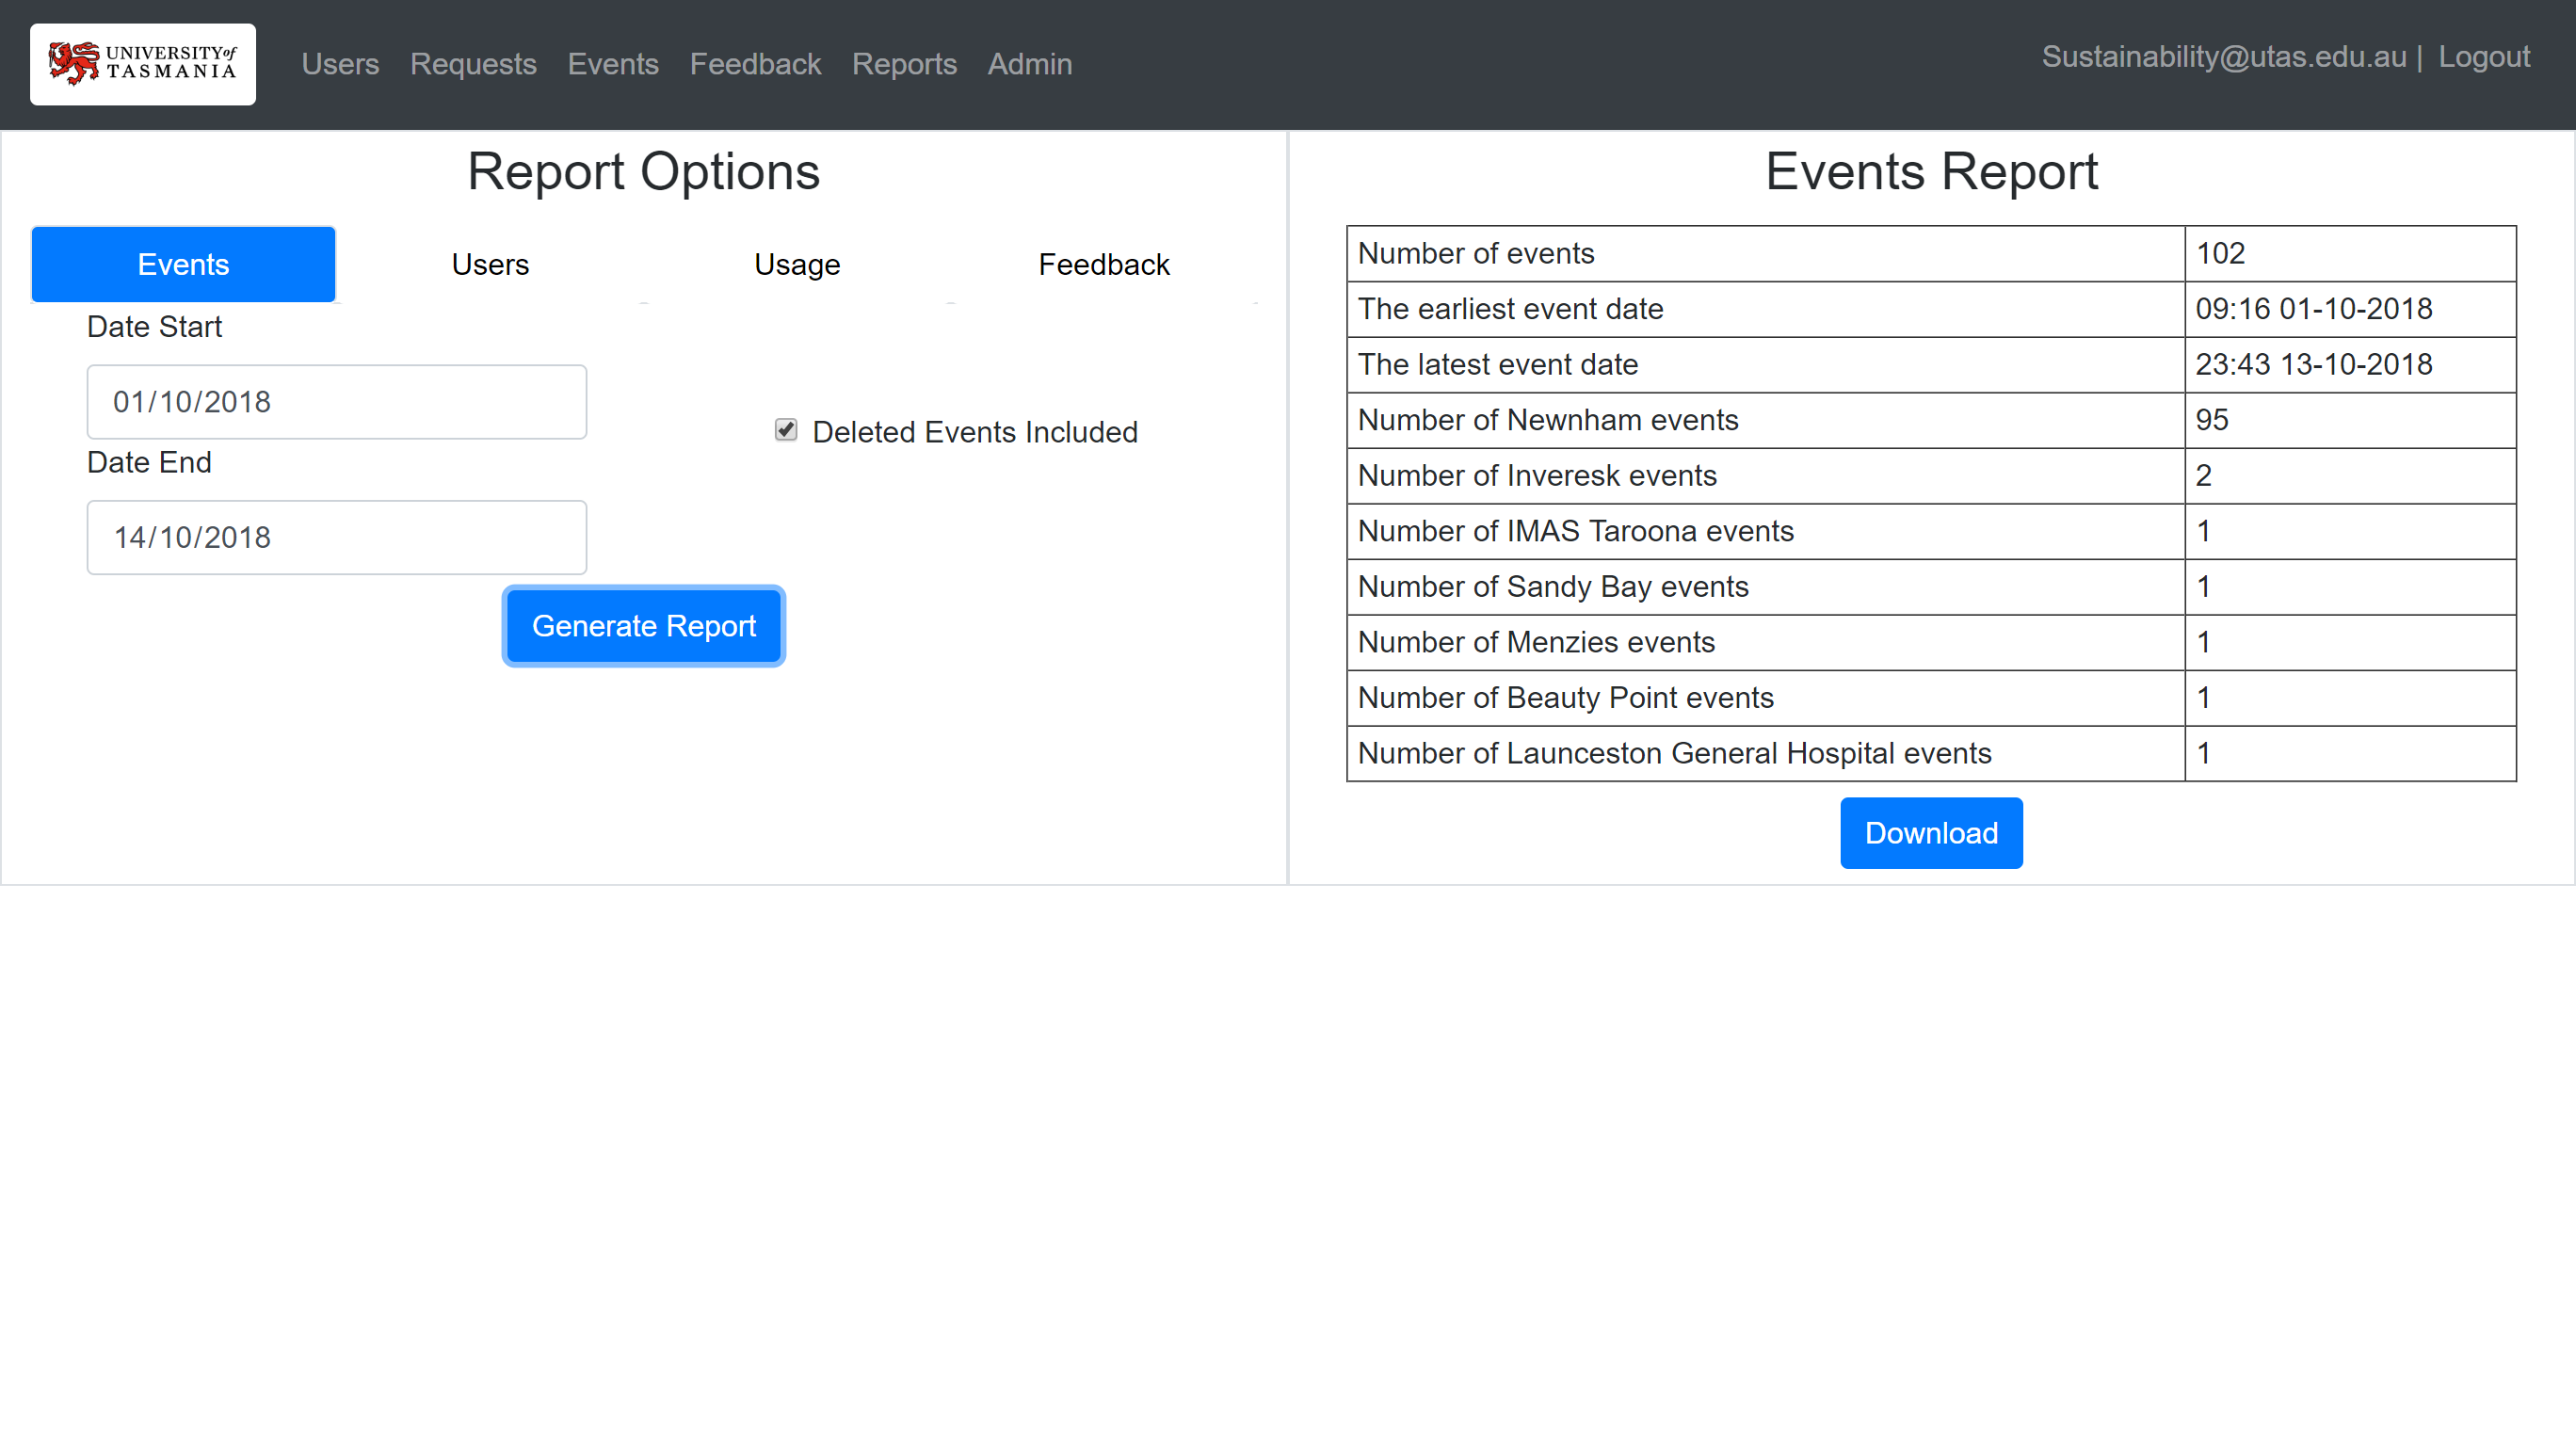 UNIVERSITY of
TASMANIA
Users Requests Events Feedback Reports Admin
Sustainability@utas.edu.au | Logout
Report Options
Events Users Usage Feedback
Date Start
01/10/2018
Deleted Events Included
Date End
14/10/2018
Generate Report
Events Report
Number of events 102
The earliest event date 09:16 01-10-2018
The latest event date 23:43 13-10-2018
Number of Newnham events 95
Number of Inveresk events 2
Number of IMAS Taroona events 1
Number of Sandy Bay events 1
Number of Menzies events 1
Number of Beauty Point events 1
Number of Launceston General Hospital events 1
Download